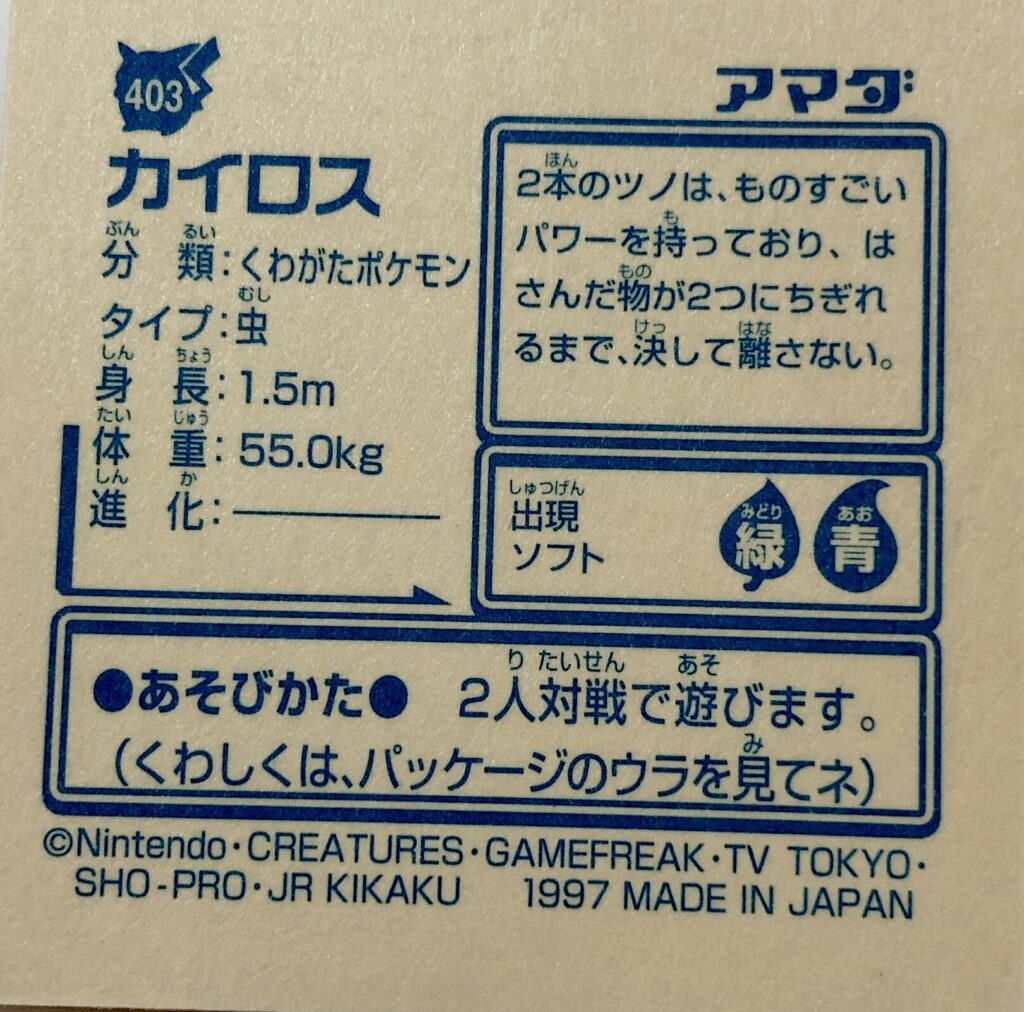 403
アマダ
カイロス
分類：くわがたポケモン
タイプ：虫
身長：1.5m
体重：55.0kg
進化：————
2本のツノは、ものすごい
パワーを持っており、は
さんだ物が2つにちぎれ
るまで、決して離さない。
出現
ソフト
緑 青
●あそびかた● 2人対戦で遊びます。
（くわしくは、パッケージのウラを見てネ）
©Nintendo・CREATURES・GAMEFREAK・TV TOKYO・
SHO-PRO・JR KIKAKU 1997 MADE IN JAPAN